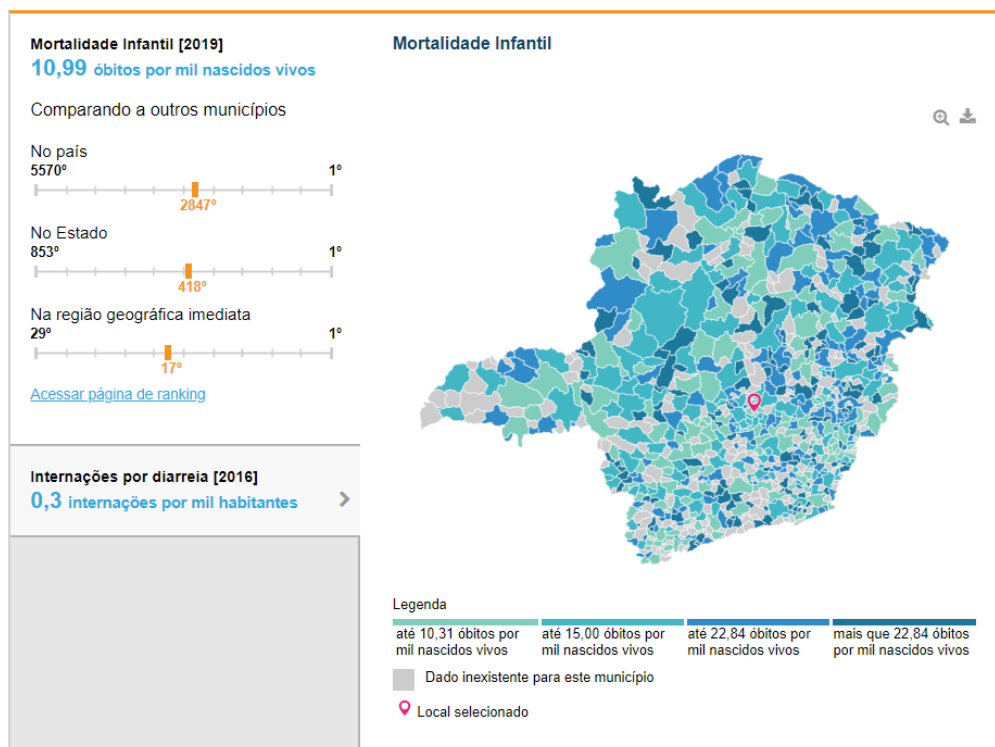 Mortalidade Infantil [2019]
10,99 óbitos por mil nascidos vivos
Comparando a outros municípios
No país
5570º 1º
2847º
No Estado
853º 1º
418º
Na região geográfica imediata
29º 1º
17º
Acessar página de ranking
Internações por diarreia [2016]
0,3 internações por mil habitantes
Mortalidade Infantil
Legenda
até 10,31 óbitos por
mil nascidos vivos
até 15,00 óbitos por
mil nascidos vivos
até 22,84 óbitos por
mil nascidos vivos
mais que 22,84 óbitos
por mil nascidos vivos
Dado inexistente para este município
Local selecionado